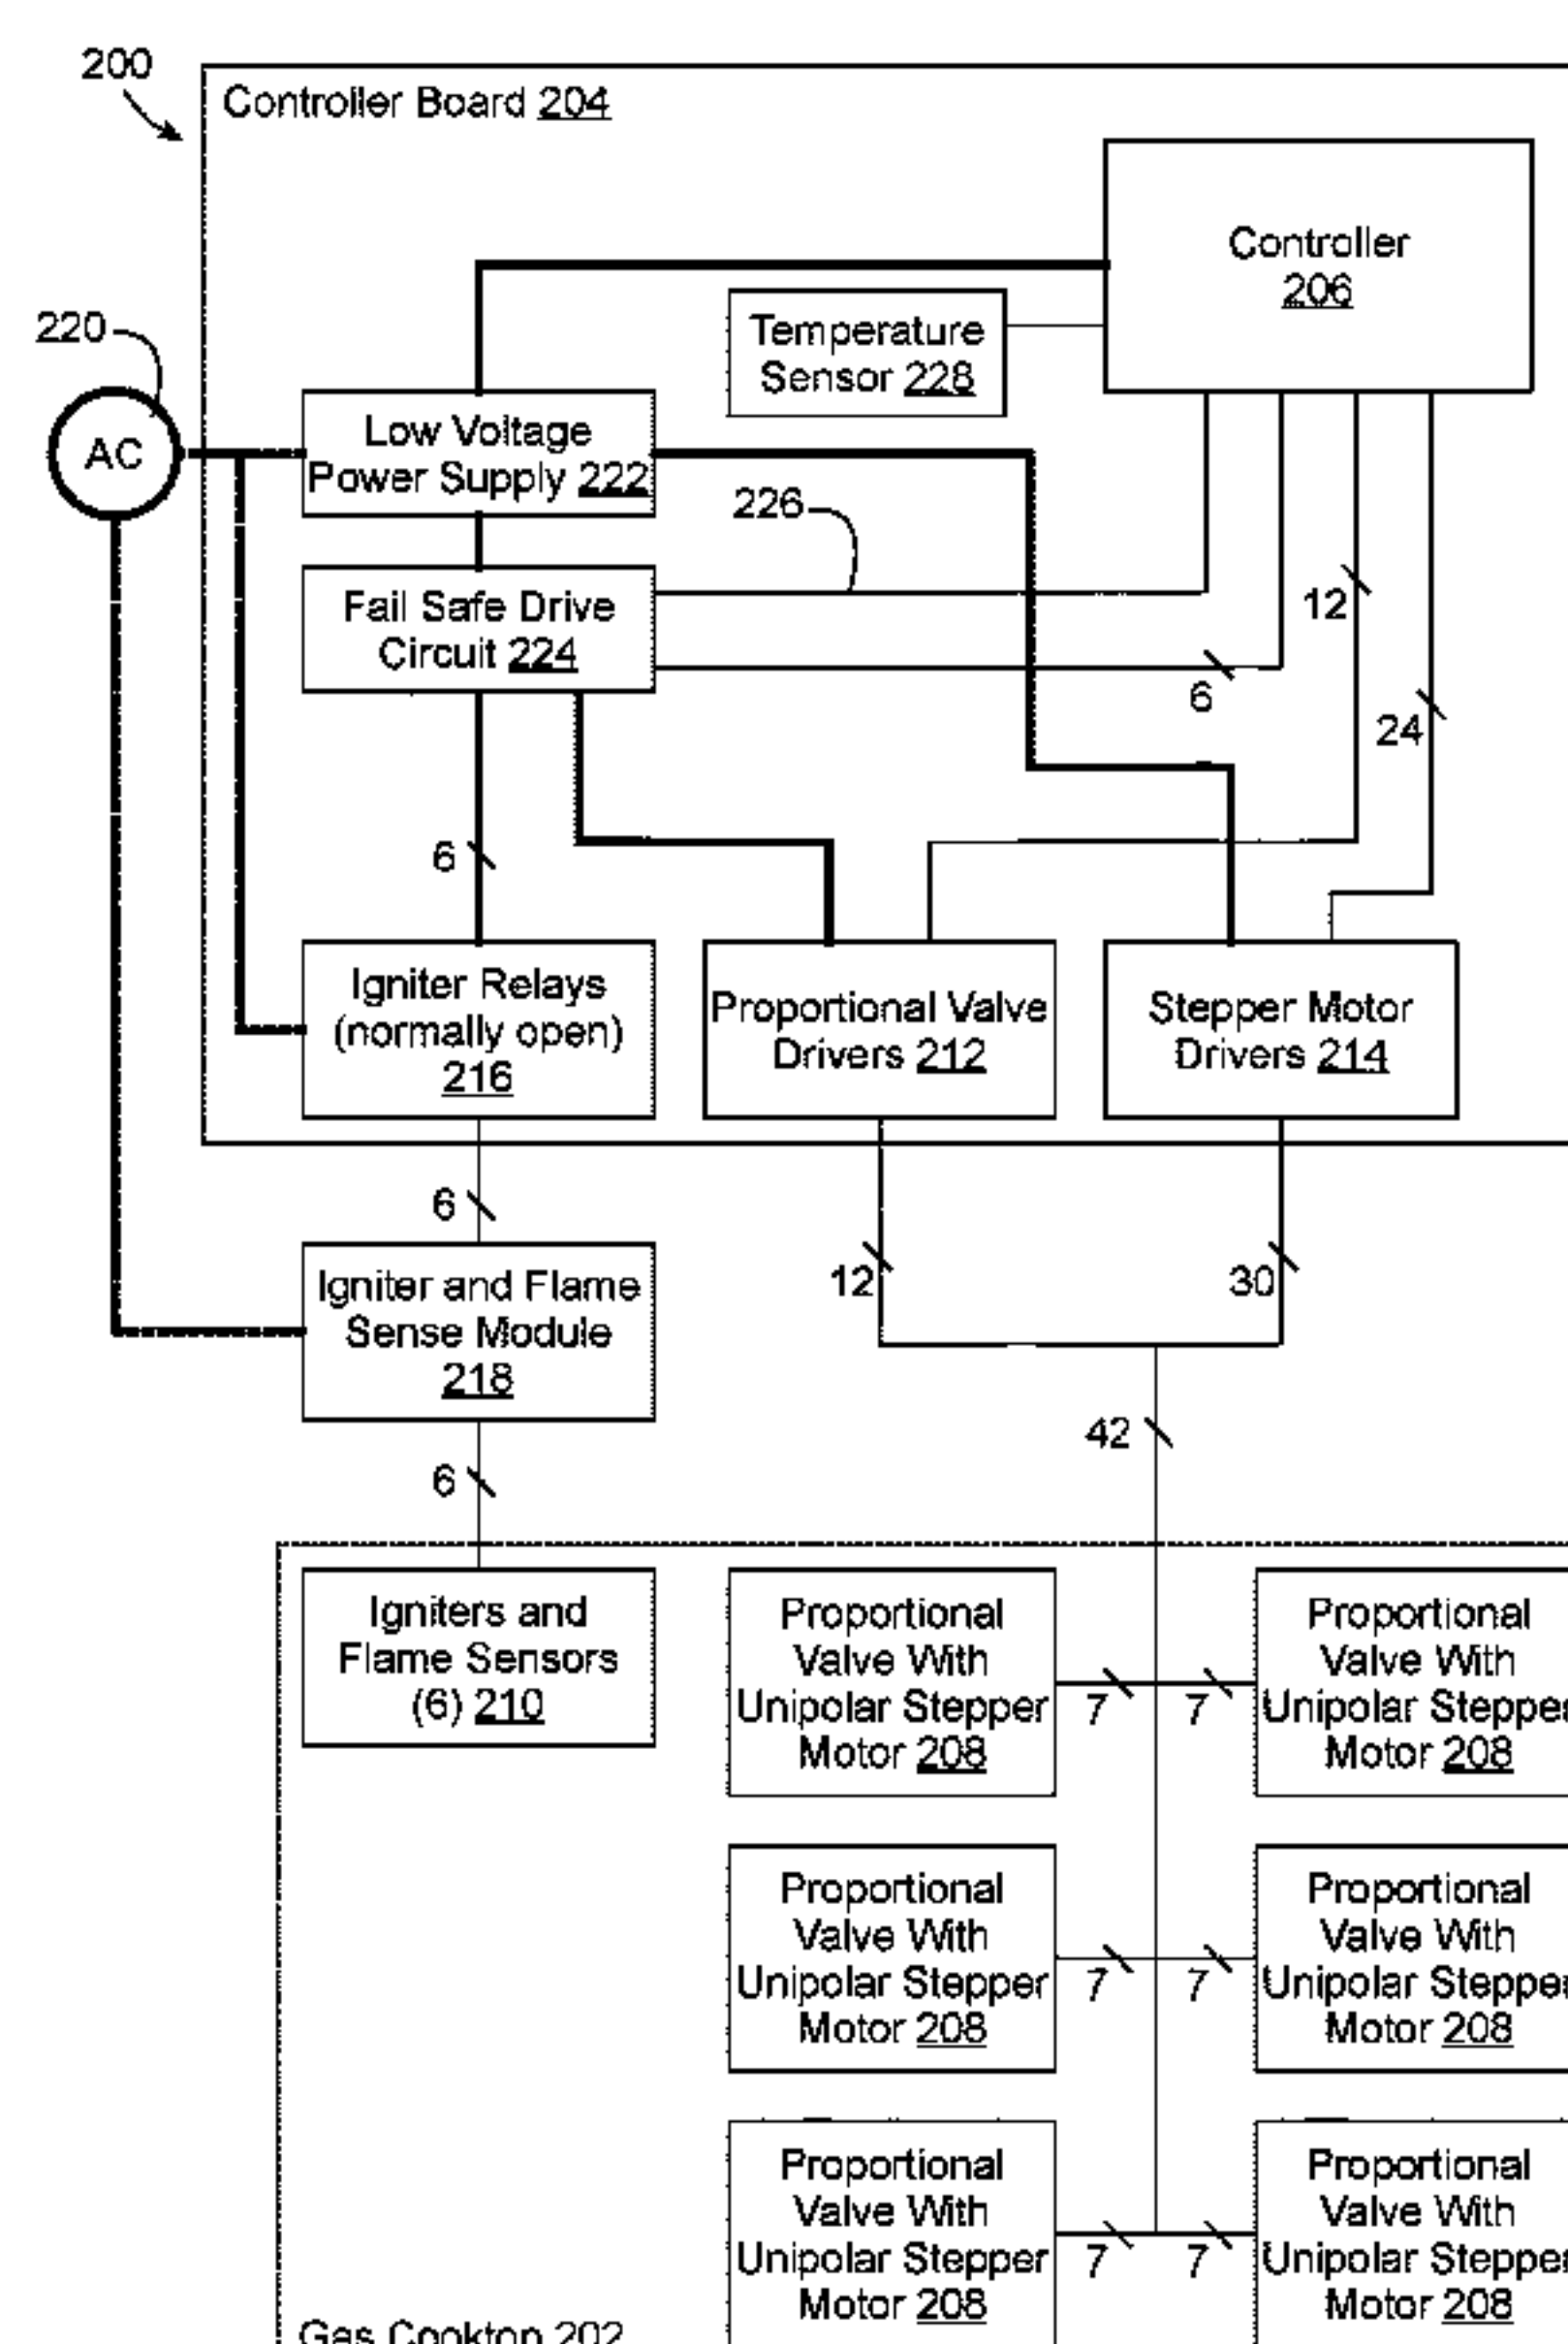 200
Controller Board 204
Controller
206
220
Temperature
Sensor 228
AC
Low Voltage
Power Supply 222
226
Fail Safe Drive
Circuit 224
12
6
24
6
Igniter Relays
(normally open)
216
Proportional Valve
Drivers 212
Stepper Motor
Drivers 214
6
Igniter and Flame
Sense Module
218
12
30
42
6
Igniters and
Flame Sensors
(6) 210
Proportional
Valve With
Unipolar Stepper
Motor 208
7
7
Proportional
Valve With
Unipolar Stepper
Motor 208
Proportional
Valve With
Unipolar Stepper
Motor 208
7
7
Proportional
Valve With
Unipolar Stepper
Motor 208
Proportional
Valve With
Unipolar Stepper
Motor 208
7
7
Proportional
Valve With
Unipolar Stepper
Motor 208
Gas Cooktop 202